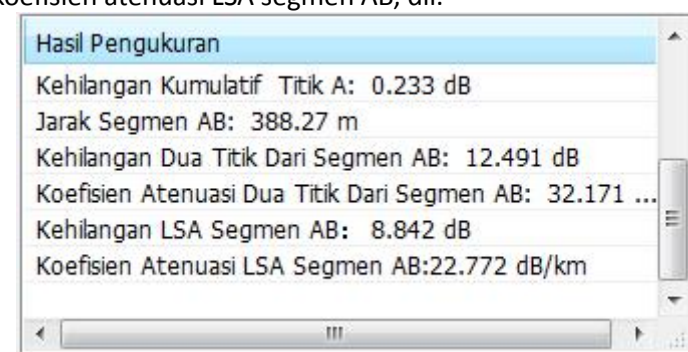 koefisien atenuasi LSA segmen AB, dll.
Hasil Pengukuran
Kehilangan Kumulatif Titik A: 0.233 dB
Jarak Segmen AB: 388.27 m
Kehilangan Dua Titik Dari Segmen AB: 12.491 dB
Koefisien Atenuasi Dua Titik Dari Segmen AB: 32.171 ...
Kehilangan LSA Segmen AB: 8.842 dB
Koefisien Atenuasi LSA Segmen AB:22.772 dB/km